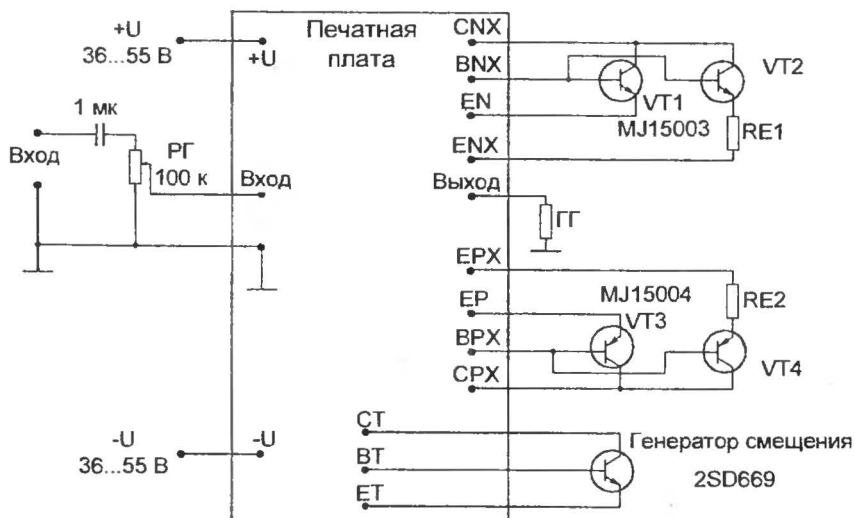 +U
36...55 В
+U
Печатная
плата
CNX
BNX
EN
ENX
VT1
MJ15003
VT2
RE1
1 мк
Вход
РГ
100 к
Вход
Выход
ГГ
EPX
EP
BPX
CPX
MJ15004
VT3
RE2
VT4
-U
36...55 В
-U
CT
BT
ET
Генератор смещения
2SD669